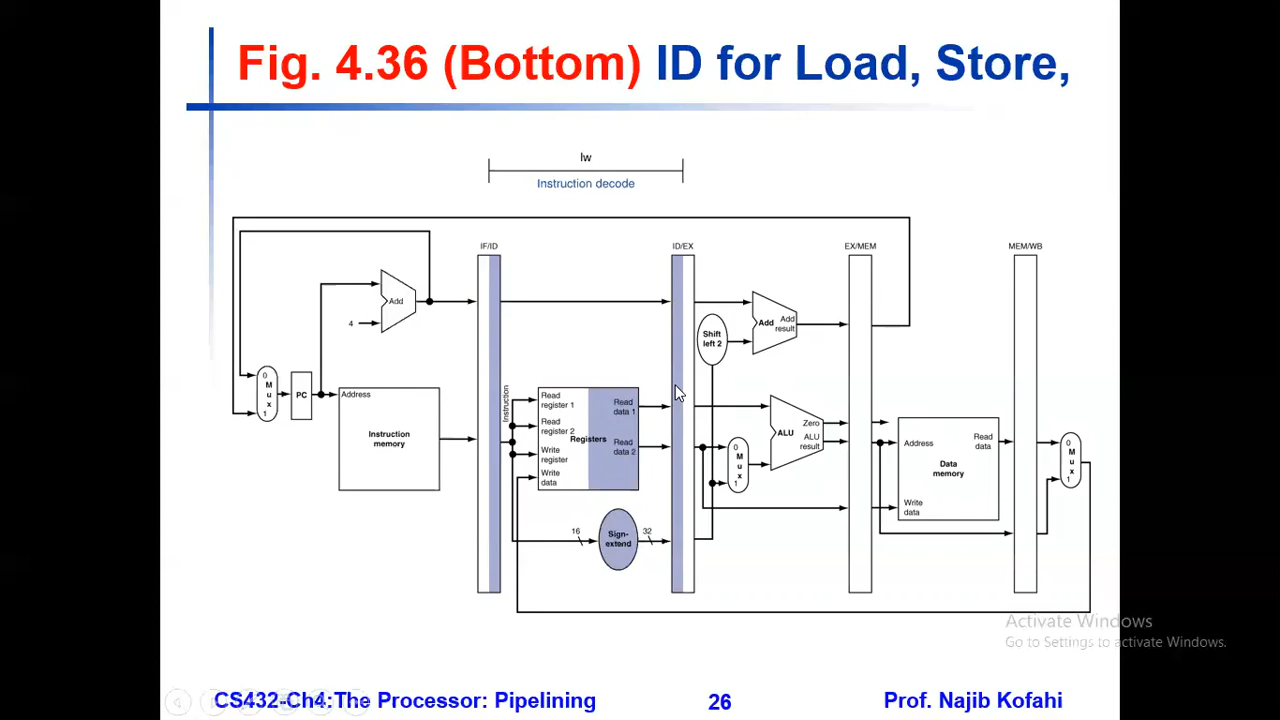 Fig. 4.36 (Bottom) ID for Load, Store,
lw
Instruction decode
IF/ID
ID/EX
EX/MEM
MEM/WB
Add
4
Shift
left 2
Add
Add
result
0
M
u
x
1
PC
Address
Instruction
memory
Instruction
Read
register 1
Read
register 2
Write
register
Write
data
Registers
Read
data 1
Read
data 2
16
Sign-
extend
32
0
M
u
x
1
ALU
Zero
ALU
result
Address
Write
data
Data
memory
Read
data
0
M
u
x
1
Activate Windows
Go to Settings to activate Windows.
CS432-Ch4:The Processor: Pipelining
26
Prof. Najib Kofahi